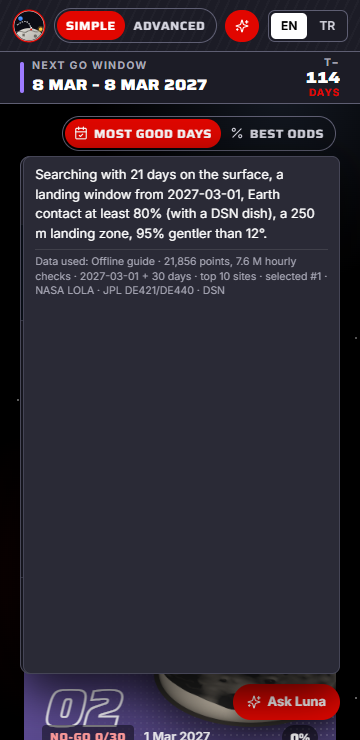 SIMPLE ADVANCED EN TR
NEXT GO WINDOW
8 MAR – 8 MAR 2027
T–
114
DAYS
MOST GOOD DAYS BEST ODDS
Searching with 21 days on the surface, a
landing window from 2027-03-01, Earth
contact at least 80% (with a DSN dish), a 250
m landing zone, 95% gentler than 12°.
Data used: Offline guide · 21,856 points, 7.6 M hourly
checks · 2027-03-01 + 30 days · top 10 sites · selected #1 ·
NASA LOLA · JPL DE421/DE440 · DSN
02
Ask Luna
NO-GO 0/30 1 Mar 2027 0%